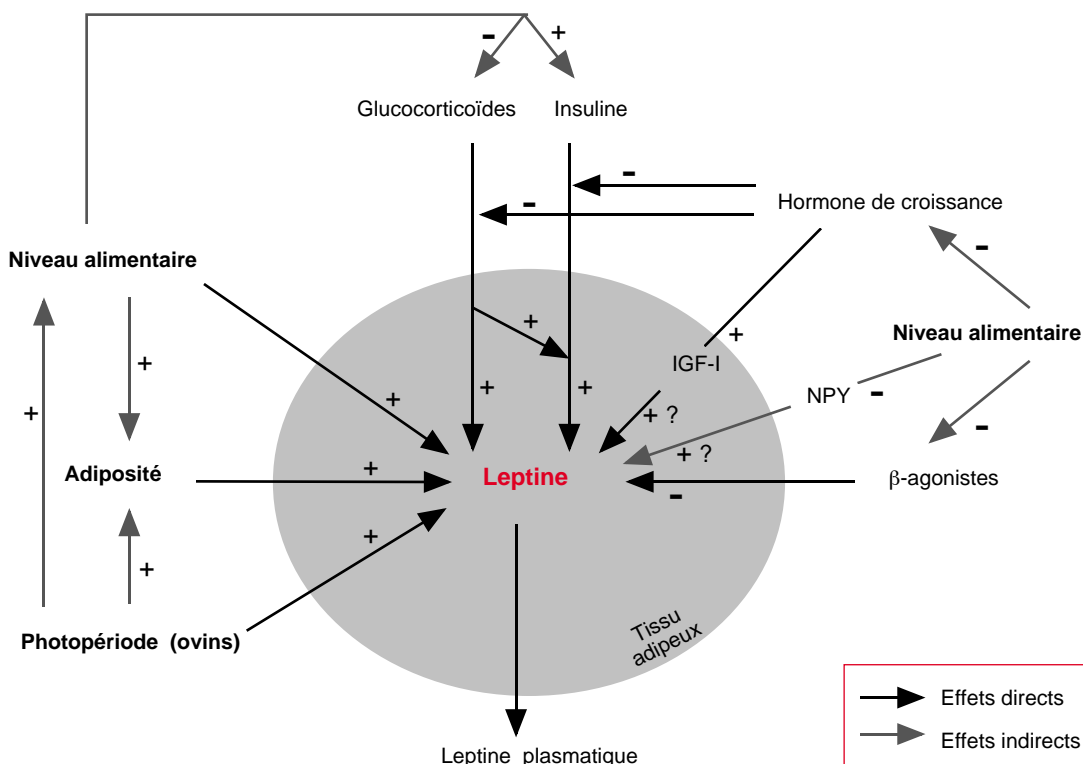 - +
Glucocorticoïdes Insuline
-
-
Hormone de croissance
-
Niveau alimentaire
+
+
Niveau alimentaire
+
IGF-I
+
+
+
+
NPY
-
-
+ ?
+ ?
Adiposité
+
Leptine
-
β-agonistes
+
+
Photopériode (ovins)
Tissu
adipeux
Effets directs
Effets indirects
Leptine plasmatique